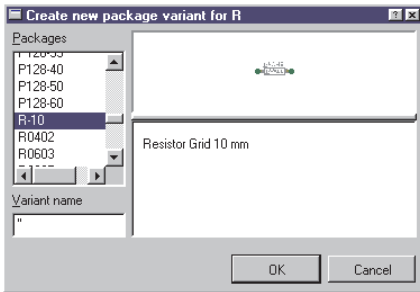 Create new package variant for R
Packages
P128-40
P128-50
P128-60
R-10
R0402
R0603
Resistor Grid 10 mm
Variant name
"
OK
Cancel